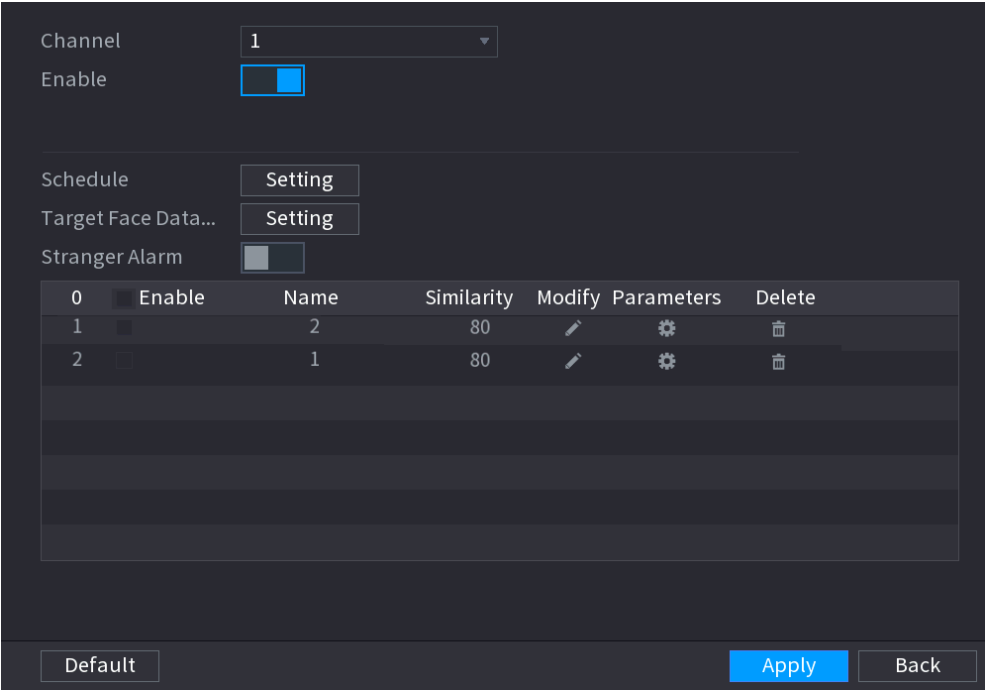 Channel 1
Enable
Schedule Setting
Target Face Data... Setting
Stranger Alarm
0 Enable Name Similarity Modify Parameters Delete
1 2 80
2 1 80
Default Apply Back